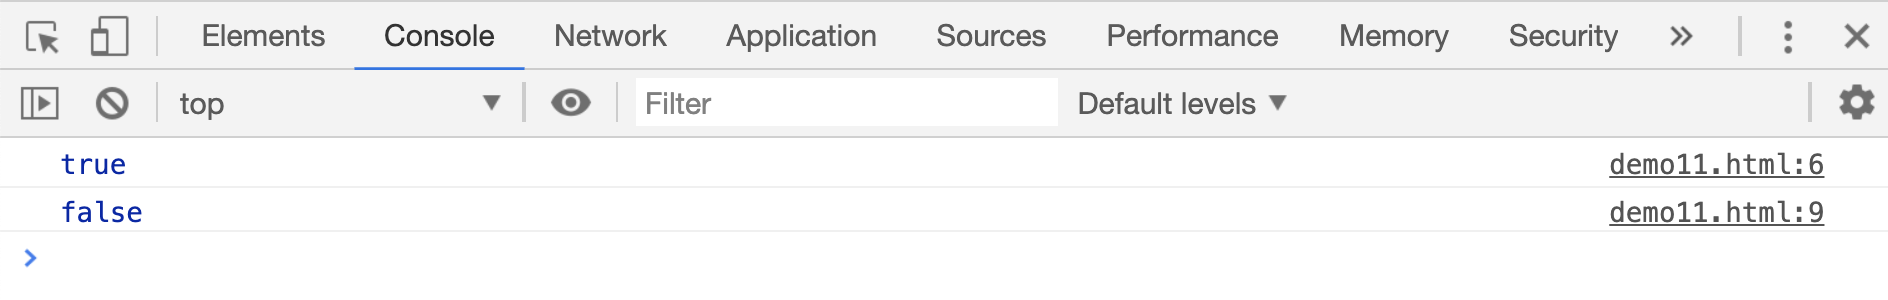 Elements Console Network Application Sources Performance Memory Security
top Filter Default levels
true demo11.html:6
false demo11.html:9